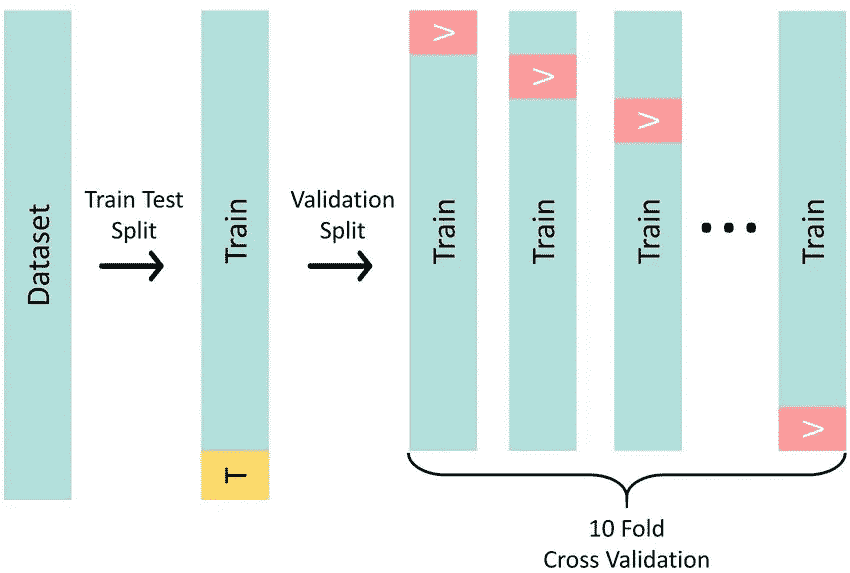 Dataset
Train Test
Split
Train
T
Validation
Split
V
Train
V
Train
V
Train
V
Train
10 Fold
Cross Validation